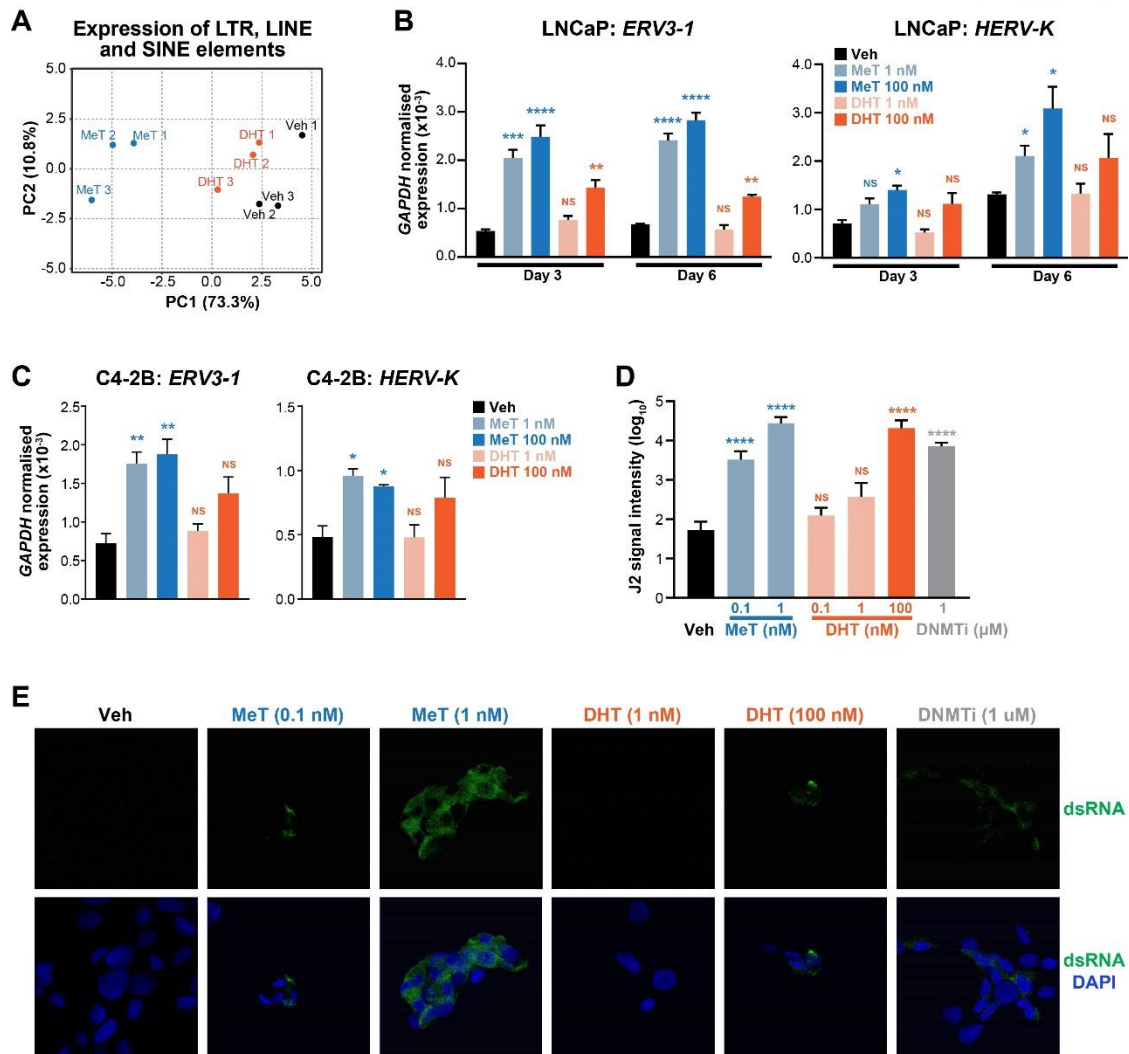 A
Expression of LTR, LINE
and SINE elements
5.0
2.5
0.0
-2.5
-5.0
PC2 (10.8%)
MeT 2
MeT 1
MeT 3
DHT 1
DHT 2
DHT 3
Veh 1
Veh 3
Veh 2
-5.0 -2.5 0.0 2.5 5.0
PC1 (73.3%)
B
LNCaP: ERV3-1
GAPDH normalised
expression (x10⁻³)
4.0
3.0
2.0
1.0
0.0
*** **** NS **
**** **** NS **
Day 3 Day 6
LNCaP: HERV-K
Veh
MeT 1 nM
MeT 100 nM
DHT 1 nM
DHT 100 nM
4.0
3.0
2.0
1.0
0.0
NS * NS NS
* * NS NS
Day 3 Day 6
C
C4-2B: ERV3-1
GAPDH normalised
expression (x10⁻³)
2.5
2.0
1.5
1.0
0.5
0.0
** ** NS NS
C4-2B: HERV-K
1.5
1.0
0.5
0.0
* * NS NS
Veh
MeT 1 nM
MeT 100 nM
DHT 1 nM
DHT 100 nM
D
J2 signal intensity (log₁₀)
5
4
3
2
1
0
**** **** NS NS **** ****
0.1 1 0.1 1 100 1
Veh MeT (nM) DHT (nM) DNMTi (µM)
E
Veh MeT (0.1 nM) MeT (1 nM) DHT (1 nM) DHT (100 nM) DNMTi (1 uM)
dsRNA
dsRNA
DAPI